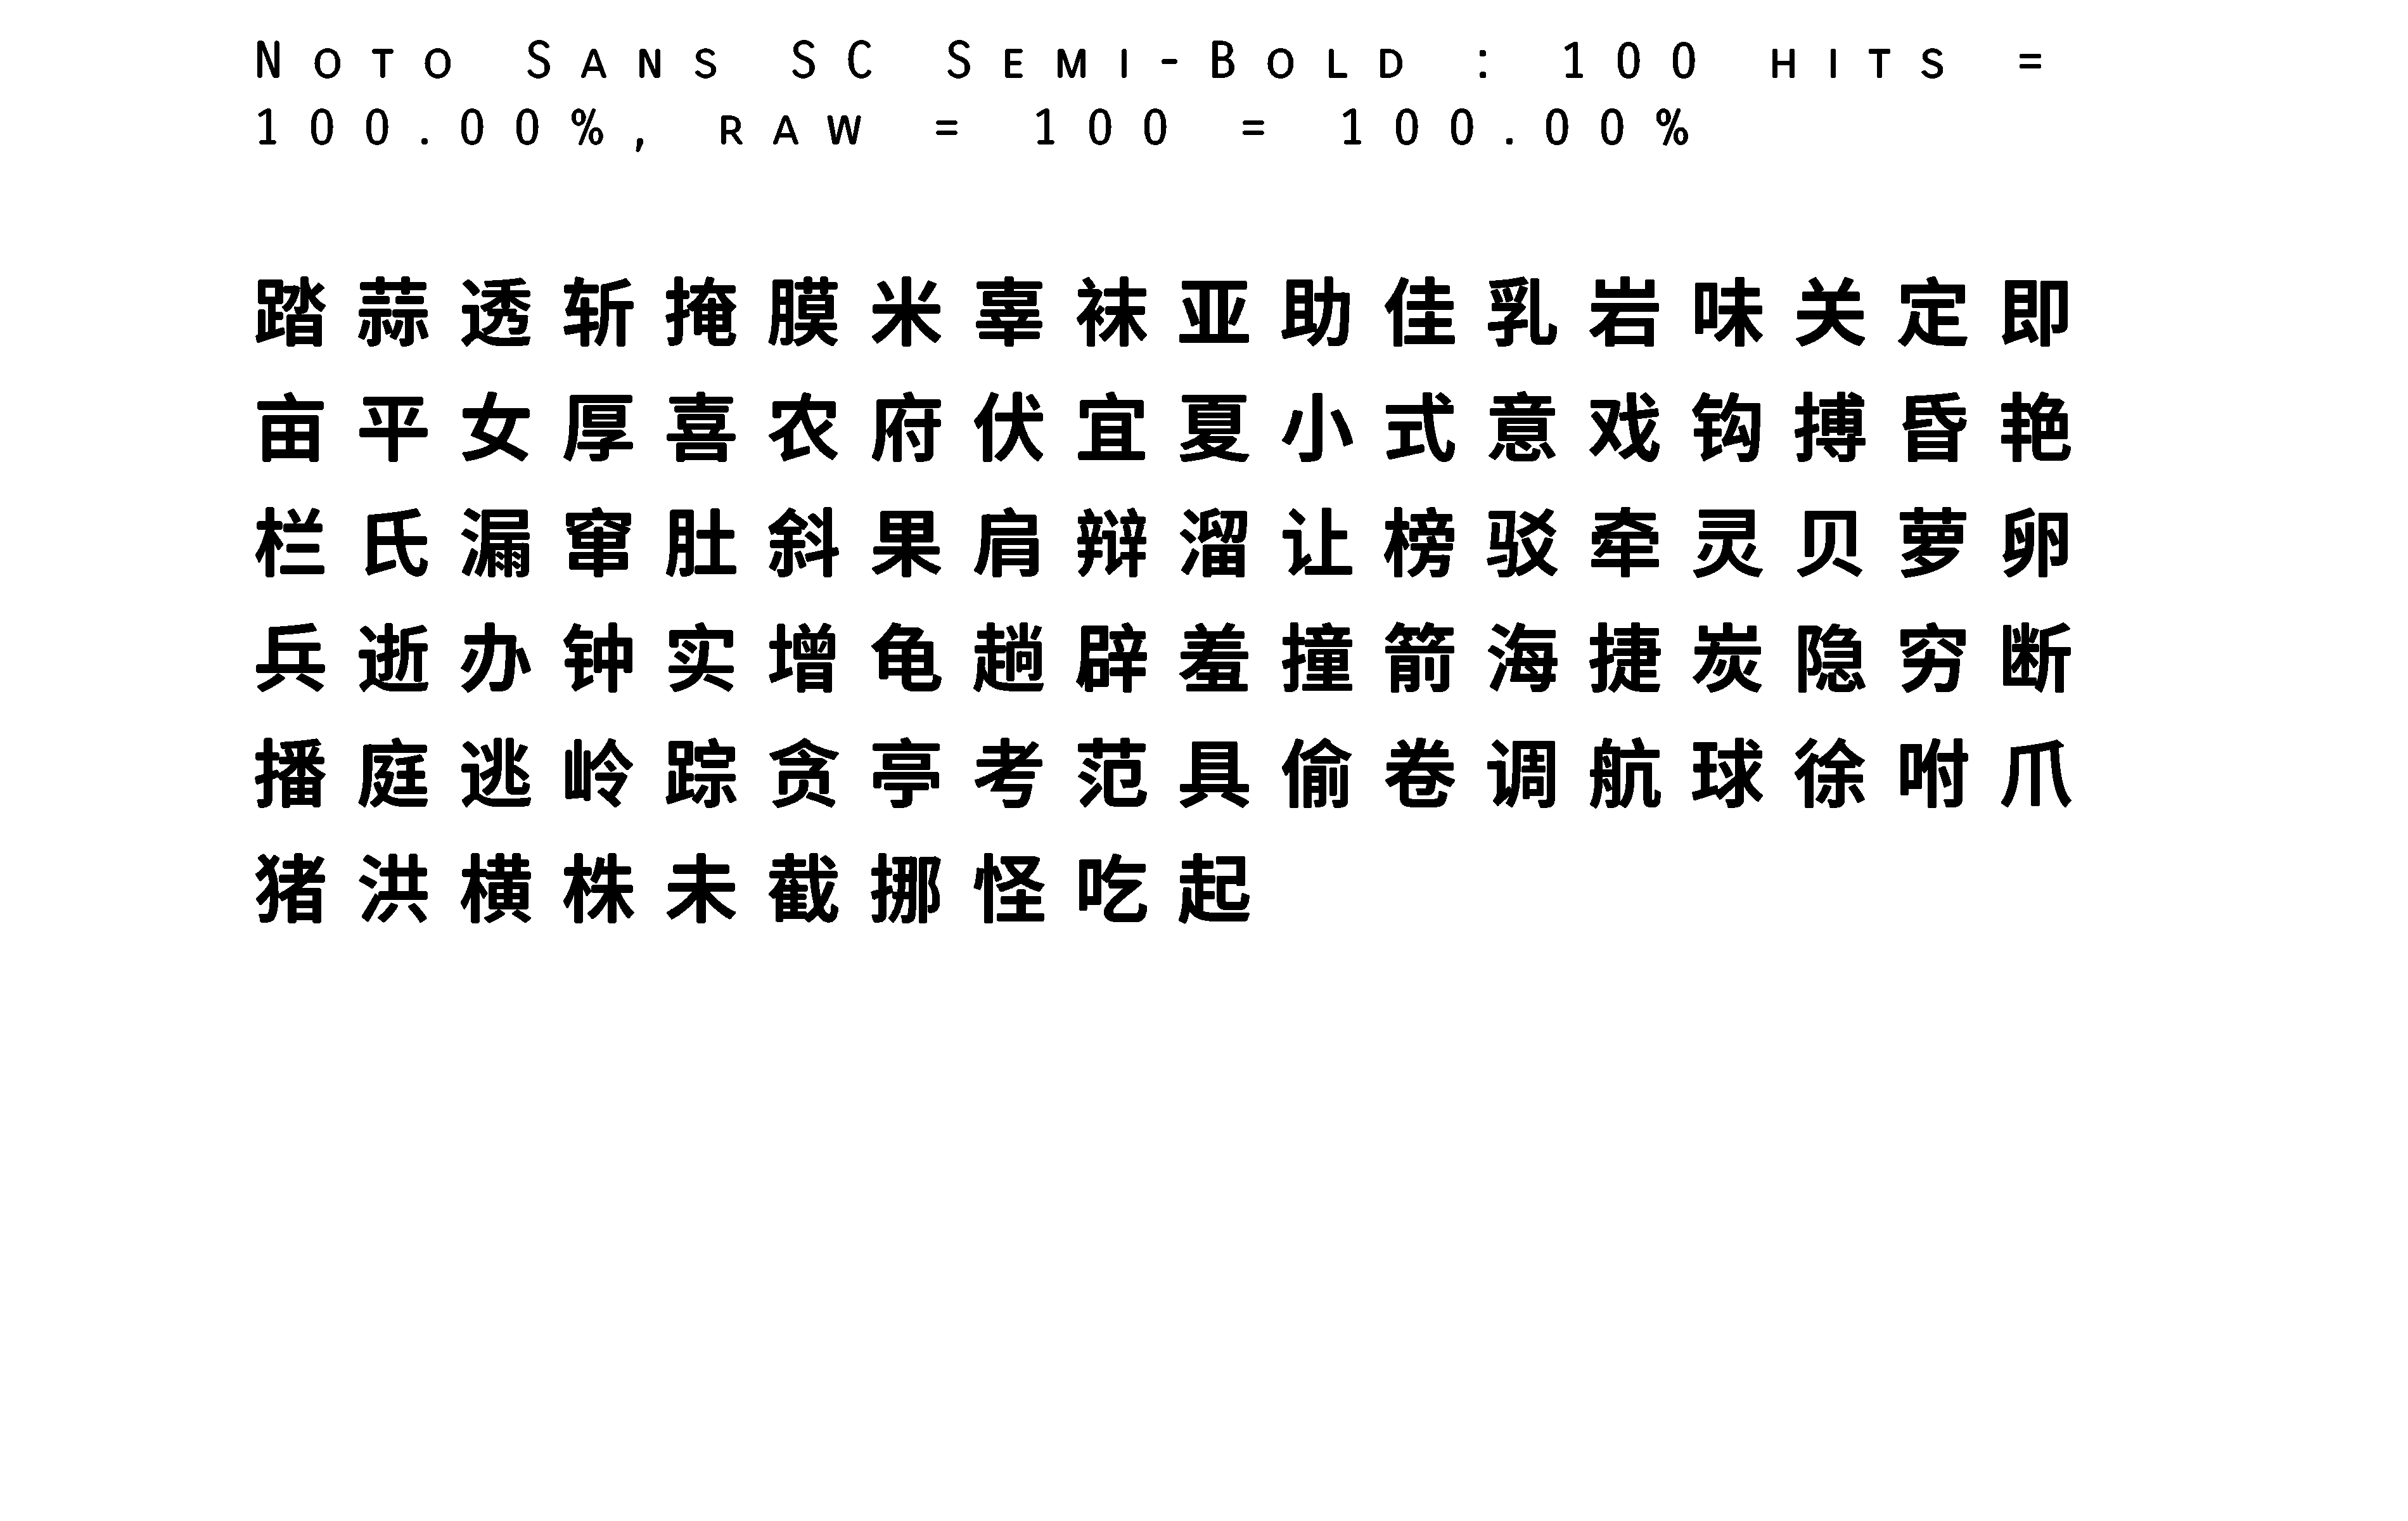 Noto Sans SC Semi-Bold : 100 hits =
100.00%, raw = 100 = 100.00%
踏蒜透斩掩膜米辜袜亚助佳乳岩味关定即
亩平女厚喜农府伏宜夏小式意戏钩搏昏艳
栏氏漏窜肚斜果肩辩溜让榜驳牵灵贝萝卵
兵逝办钟实增龟趟辟羞撞箭海捷炭隐穷断
播庭逃岭踪贪亭考范具偷卷调航球徐咐爪
猪洪横株未截挪怪吃起